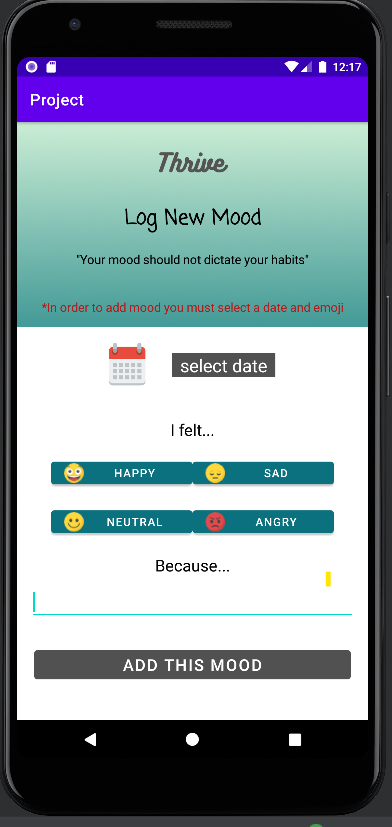 12:17
Project
Thrive
Log New Mood
"Your mood should not dictate your habits"
*In order to add mood you must select a date and emoji
select date
I felt...
HAPPY SAD
NEUTRAL ANGRY
Because...
ADD THIS MOOD